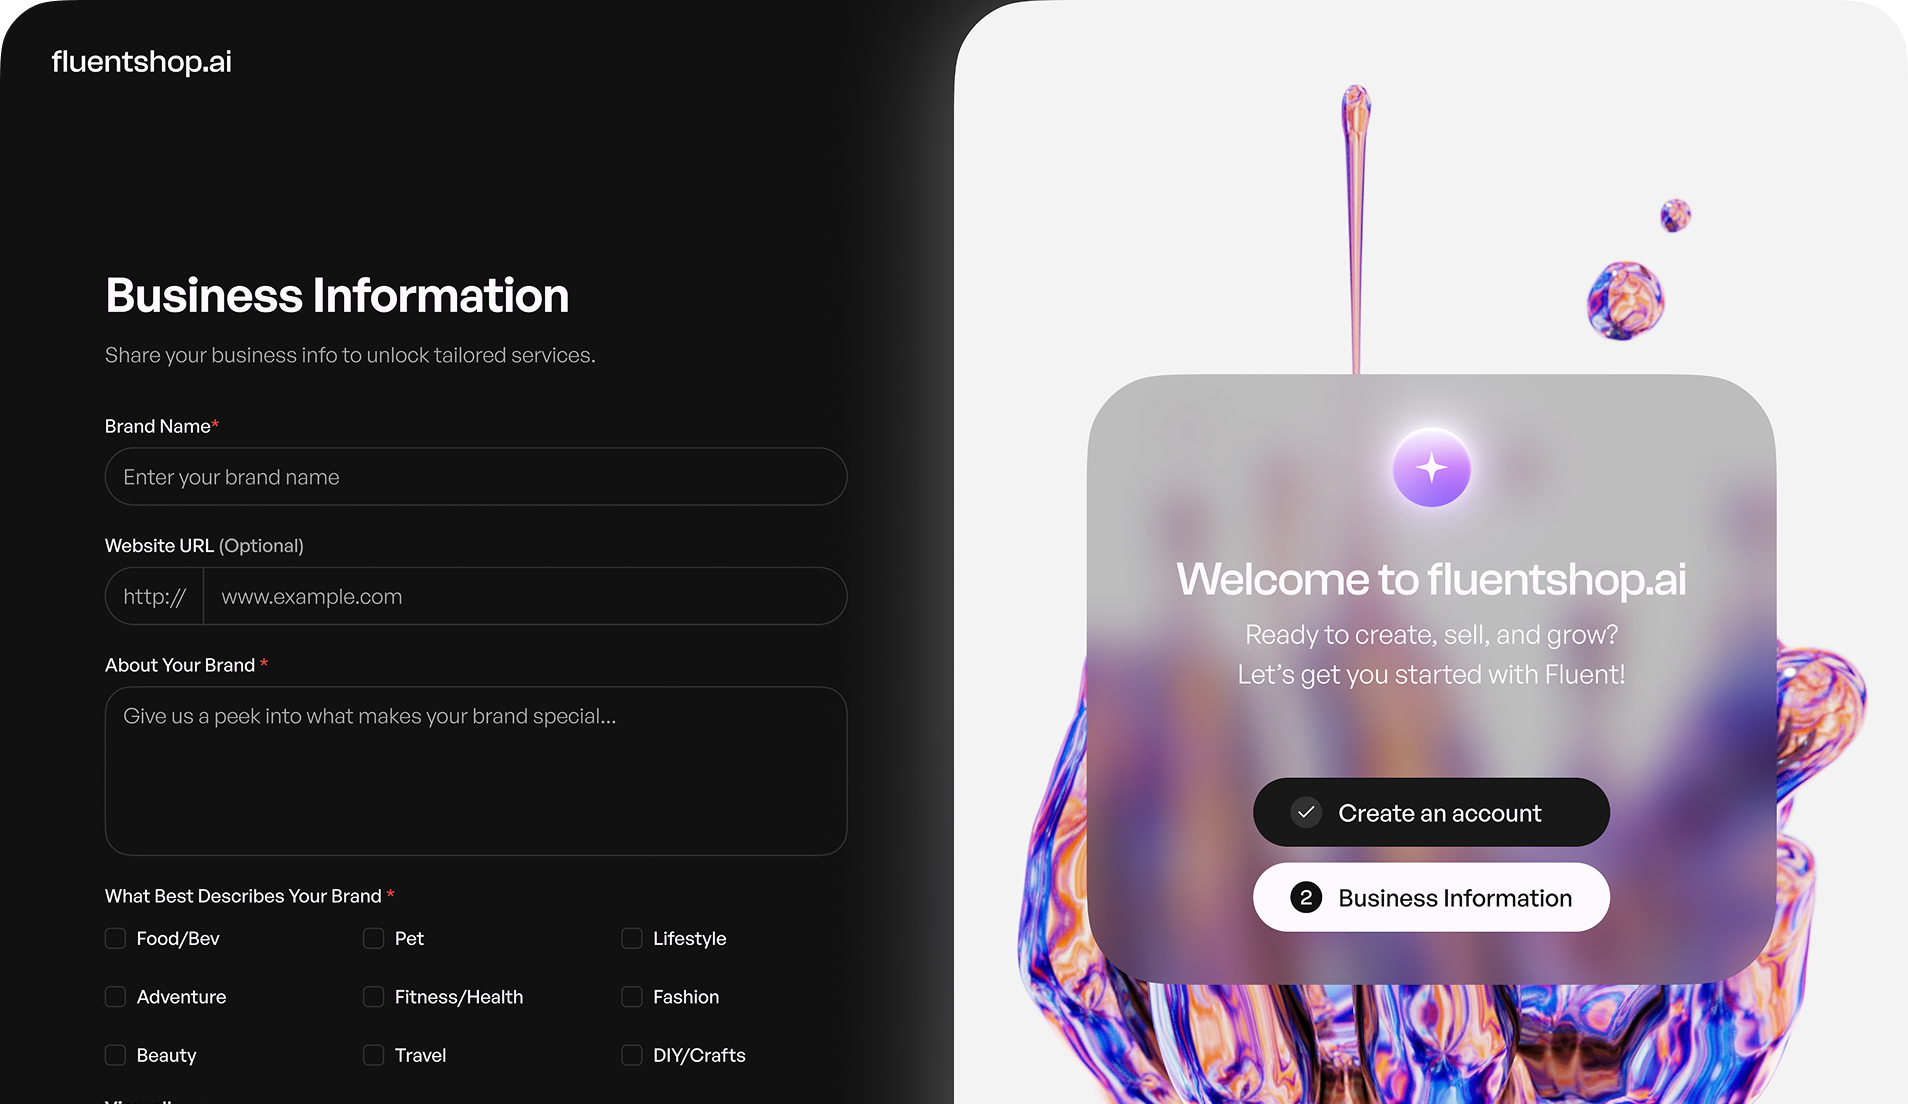 fluentshop.ai
Business Information
Share your business info to unlock tailored services.
Brand Name*
Enter your brand name
Website URL (Optional)
http:// www.example.com
About Your Brand *
Give us a peek into what makes your brand special...
What Best Describes Your Brand *
Food/Bev Pet Lifestyle
Adventure Fitness/Health Fashion
Beauty Travel DIY/Crafts
Welcome to fluentshop.ai
Ready to create, sell, and grow?
Let’s get you started with Fluent!
Create an account
2 Business Information